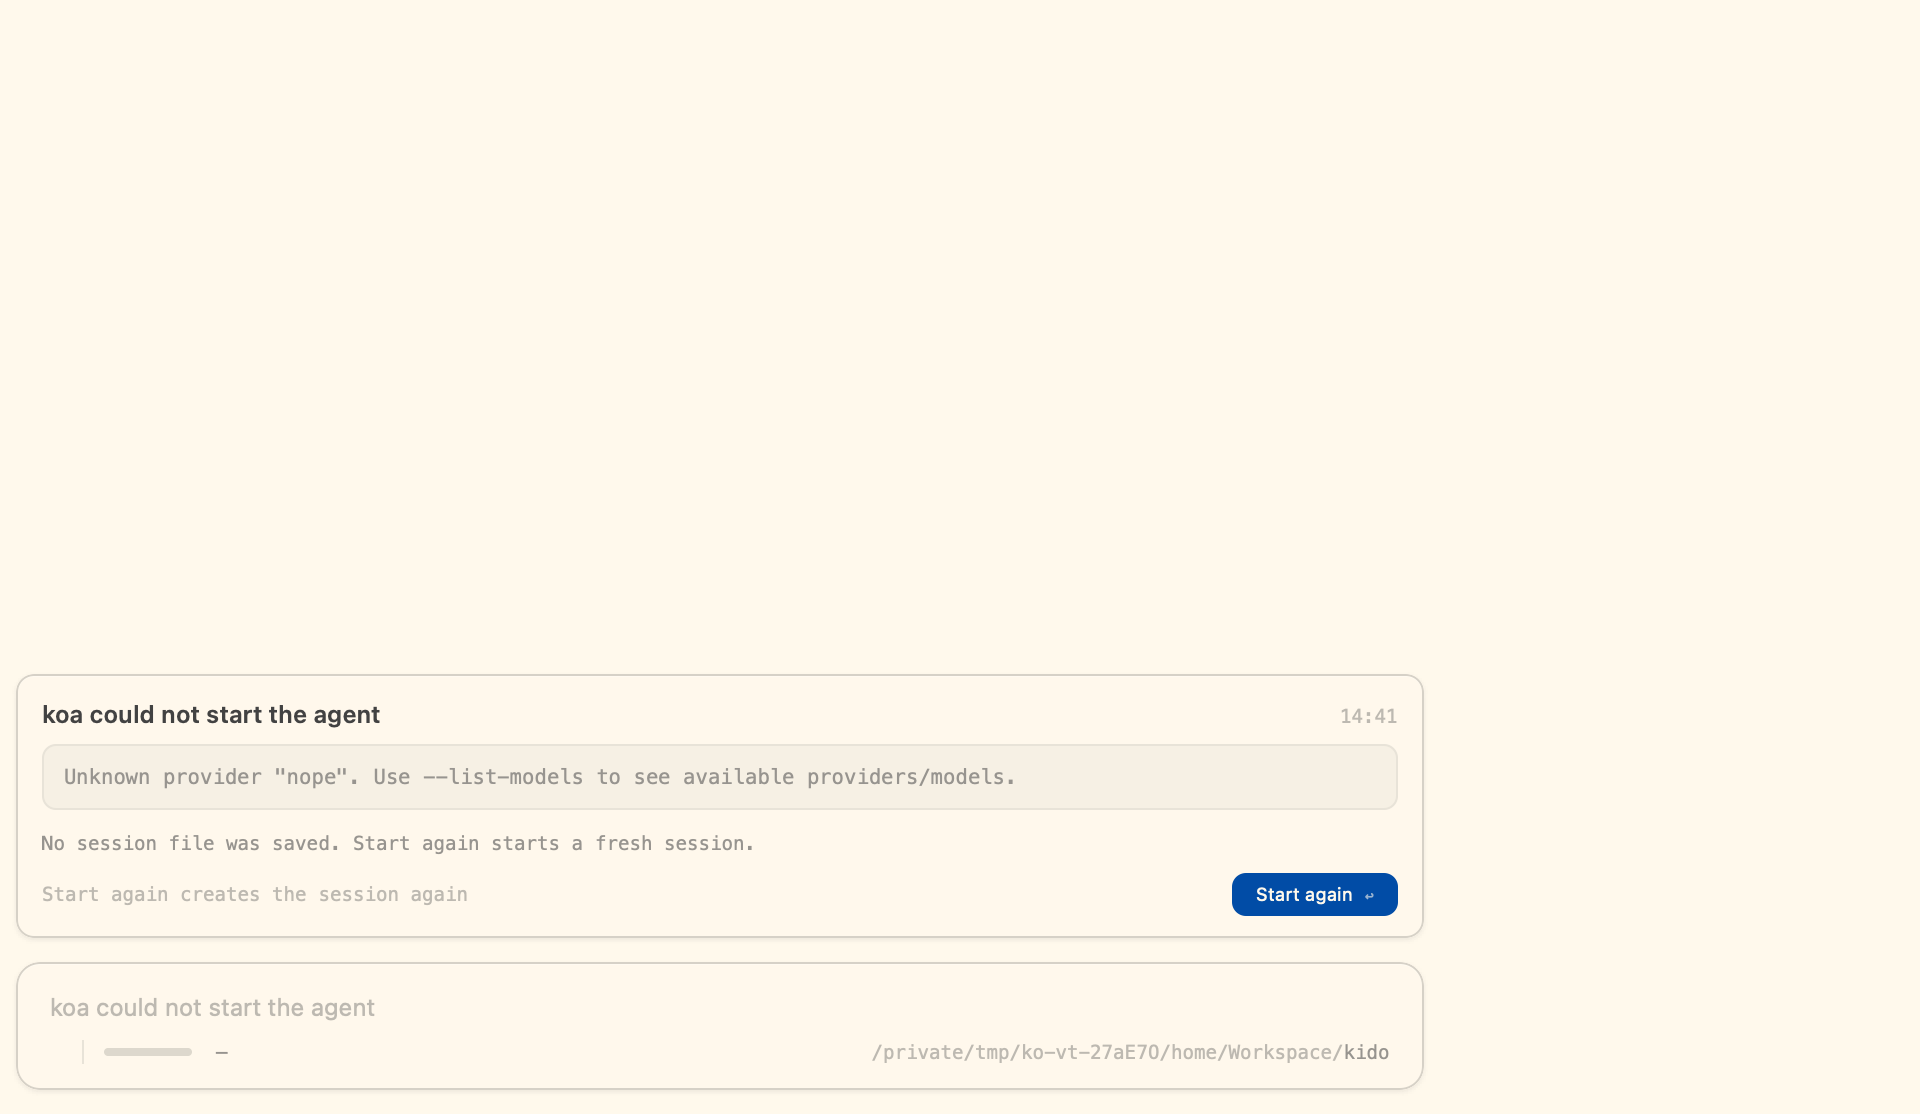 koa could not start the agent
14:41
Unknown provider "nope". Use --list-models to see available providers/models.
No session file was saved. Start again starts a fresh session.
Start again creates the session again
Start again ↩
koa could not start the agent
— /private/tmp/ko-vt-27aE7O/home/Workspace/kido